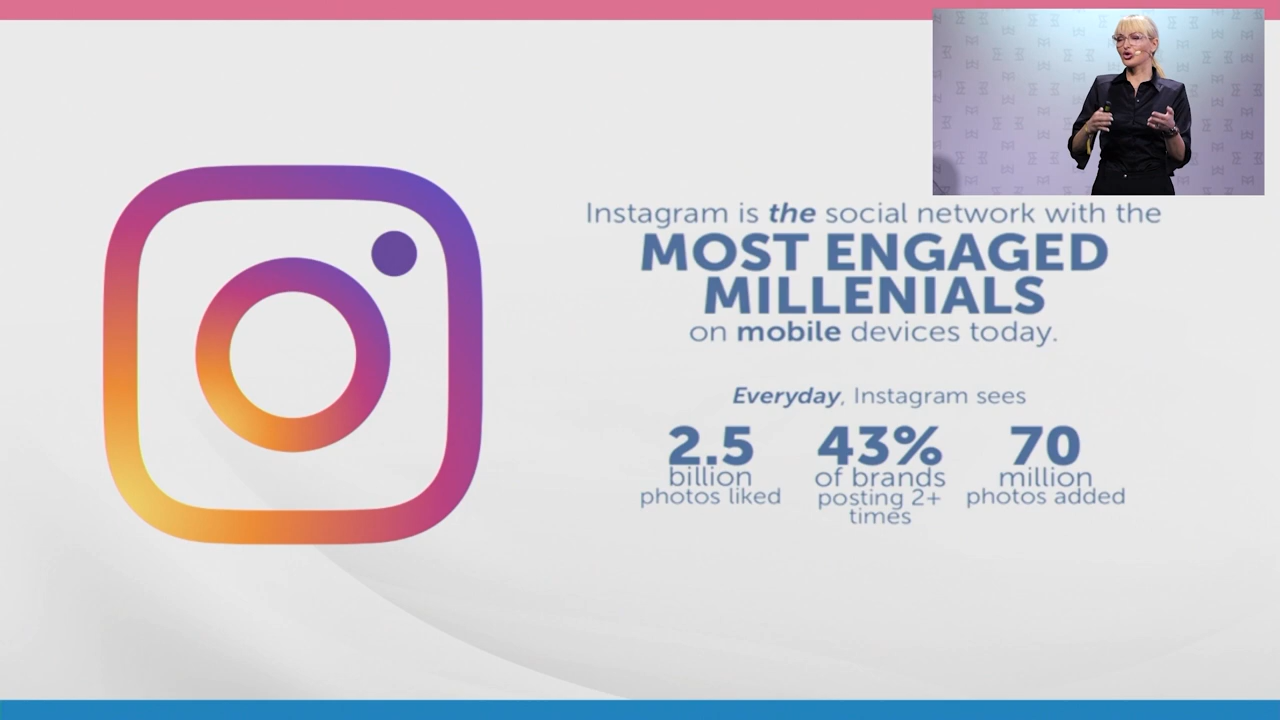 Instagram is the social network with the
MOST ENGAGED
MILLENIALS
on mobile devices today.
Everyday, Instagram sees
2.5
billion
photos liked
43%
of brands
posting 2+
times
70
million
photos added